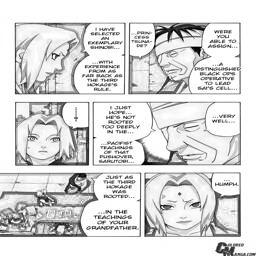 WERE
YOU
ABLE TO
ASSIGN...
...A
DISTINGUISHED
BLACK OPS
OPERATIVE
TO LEAD
SAI'S CELL...
...PRIN-
CESS
TSUNA-
DE?
I HAVE
SELECTED
AN
EXEMPLARY
SHINOBI...
...WITH
EXPERIENCE
FROM AS
FAR BACK
AS THE
THIRD
HOKAGE'S
RULE.
...VERY
WELL.
I JUST
HOPE...
HE'S NOT
ROOTED
TOO DEEPLY
IN THE...
...PACIFIST
TEACHINGS
OF THAT
PUSHOVER,
SARUTOBI.
...HUMPH.
JUST AS
THE THIRD
HOKAGE
WAS
ROOTED...
...IN THE
TEACHINGS
OF YOUR
GRANDFATHER.
COLORED
MANGA.COM